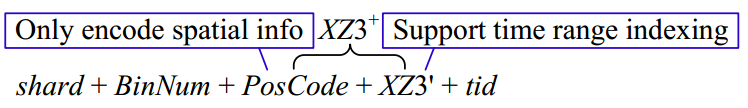 Only encode spatial info XZ3+ Support time range indexing
shard + BinNum + PosCode + XZ3' + tid